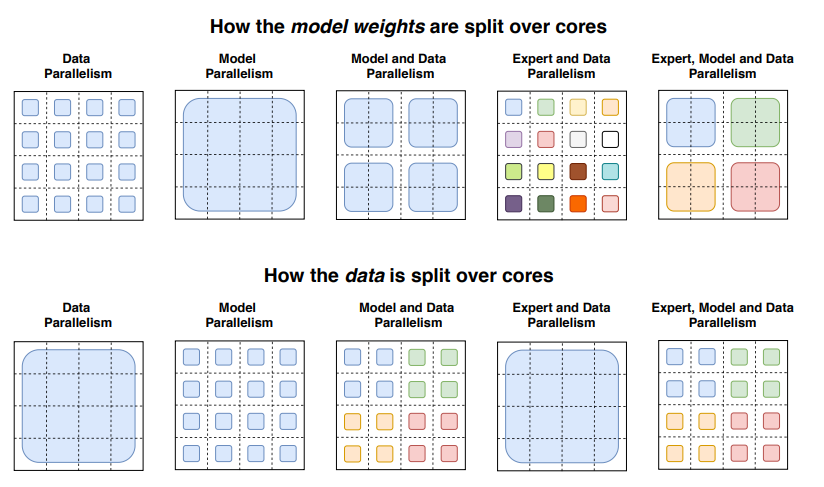 How the model weights are split over cores
Data
Parallelism
Model
Parallelism
Model and Data
Parallelism
Expert and Data
Parallelism
Expert, Model and Data
Parallelism
How the data is split over cores
Data
Parallelism
Model
Parallelism
Model and Data
Parallelism
Expert and Data
Parallelism
Expert, Model and Data
Parallelism